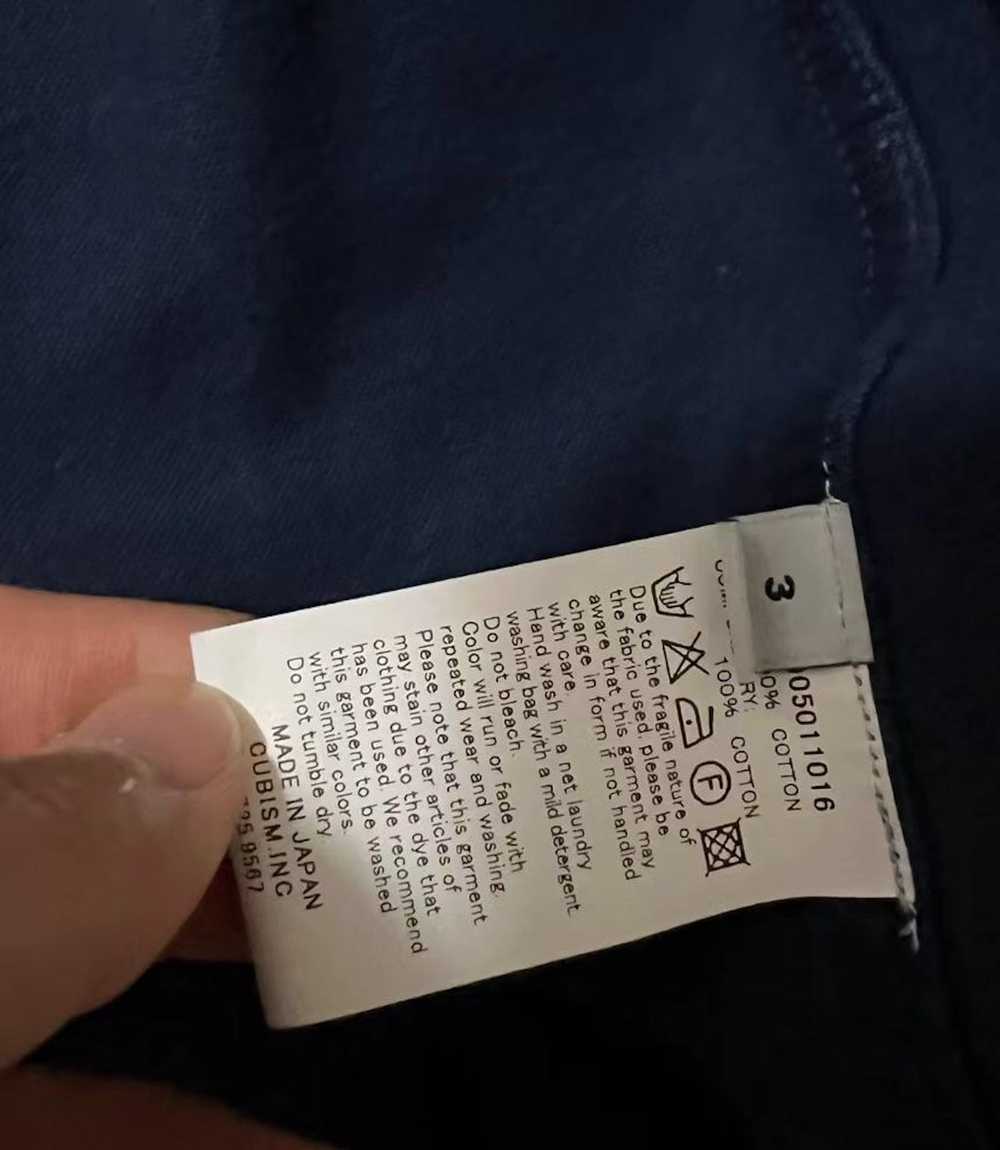 3
05011016
0% COTTON
RY:
100% COTTON
F
Due to the fragile nature of
the fabric used, please be
aware that this garment may
change in form if not handled
with care.
Hand wash in a net laundry
washing bag with a mild detergent.
Do not bleach.
Color will run or fade with
repeated wear and washing.
Please note that this garment
may stain other articles of
clothing due to the dye that
has been used. We recommend
this garment to be washed
with similar colors.
Do not tumble dry.
MADE IN JAPAN
CUBISM.INC
9567